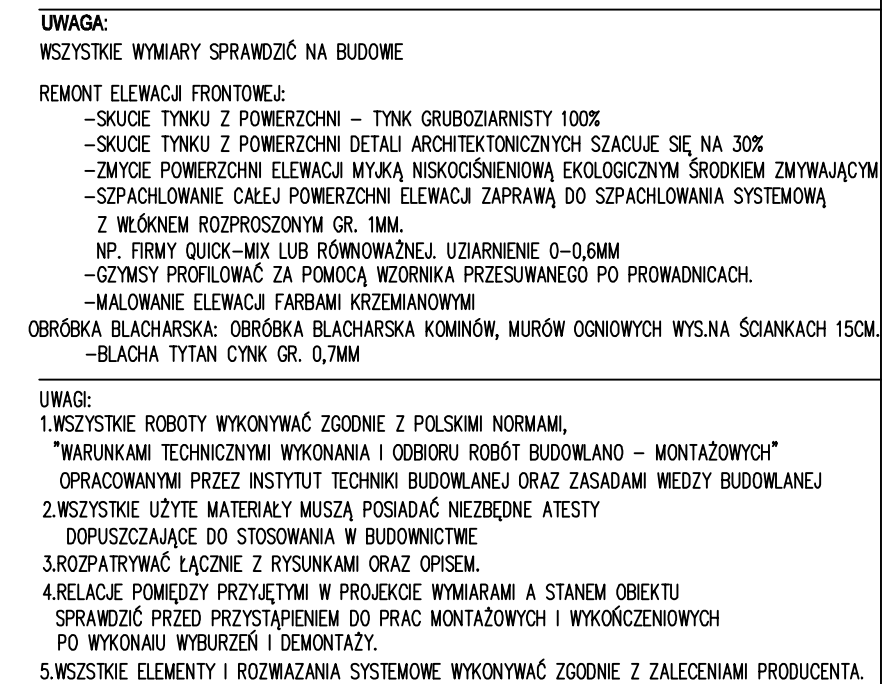 UWAGA:
WSZYSTKIE WYMIARY SPRAWDZIĆ NA BUDOWIE
REMONT ELEWACJI FRONTOWEJ:
-SKUCIE TYNKU Z POWIERZCHNI - TYNK GRUBOZIARNISTY 100%
-SKUCIE TYNKU Z POWIERZCHNI DETALI ARCHITEKTONICZNYCH SZACUJE SIĘ NA 30%
-ZMYCIE POWIERZCHNI ELEWACJI MYJKĄ NISKOCIŚNIENIOWĄ EKOLOGICZNYM ŚRODKIEM ZMYWAJĄCYM
-SZPACHLOWANIE CAŁEJ POWIERZCHNI ELEWACJI ZAPRAWĄ DO SZPACHLOWANIA SYSTEMOWĄ
Z WŁÓKNEM ROZPROSZONYM GR. 1MM.
NP. FIRMY QUICK-MIX LUB RÓWNOWAŻNEJ. UZIARNIENIE 0-0,6MM
-GZYMSY PROFILOWAĆ ZA POMOCĄ WZORNIKA PRZESUWANEGO PO PROWADNICACH.
-MALOWANIE ELEWACJI FARBAMI KRZEMIANOWYMI
OBRÓBKA BLACHARSKA: OBRÓBKA BLACHARSKA KOMINÓW, MURÓW OGNIOWYCH WYS.NA ŚCIANKACH 15CM.
-BLACHA TYTAN CYNK GR. 0,7MM
UWAGI:
1.WSZYSTKIE ROBOTY WYKONYWAĆ ZGODNIE Z POLSKIMI NORMAMI,
"WARUNKAMI TECHNICZNYMI WYKONANIA I ODBIORU ROBÓT BUDOWLANO - MONTAŻOWYCH"
OPRACOWANYMI PRZEZ INSTYTUT TECHNIKI BUDOWLANEJ ORAZ ZASADAMI WIEDZY BUDOWLANEJ
2.WSZYSTKIE UŻYTE MATERIAŁY MUSZĄ POSIADAĆ NIEZBĘDNE ATESTY
DOPUSZCZAJĄCE DO STOSOWANIA W BUDOWNICTWIE
3.ROZPATRYWAĆ ŁĄCZNIE Z RYSUNKAMI ORAZ OPISEM.
4.RELACJE POMIĘDZY PRZYJĘTYMI W PROJEKCIE WYMIARAMI A STANEM OBIEKTU
SPRAWDZIĆ PRZED PRZYSTĄPIENIEM DO PRAC MONTAŻOWYCH I WYKOŃCZENIOWYCH
PO WYKONAIU WYBURZEŃ I DEMONTAŻY.
5.WSZSTKIE ELEMENTY I ROZWIAZANIA SYSTEMOWE WYKONYWAĆ ZGODNIE Z ZALECENIAMI PRODUCENTA.